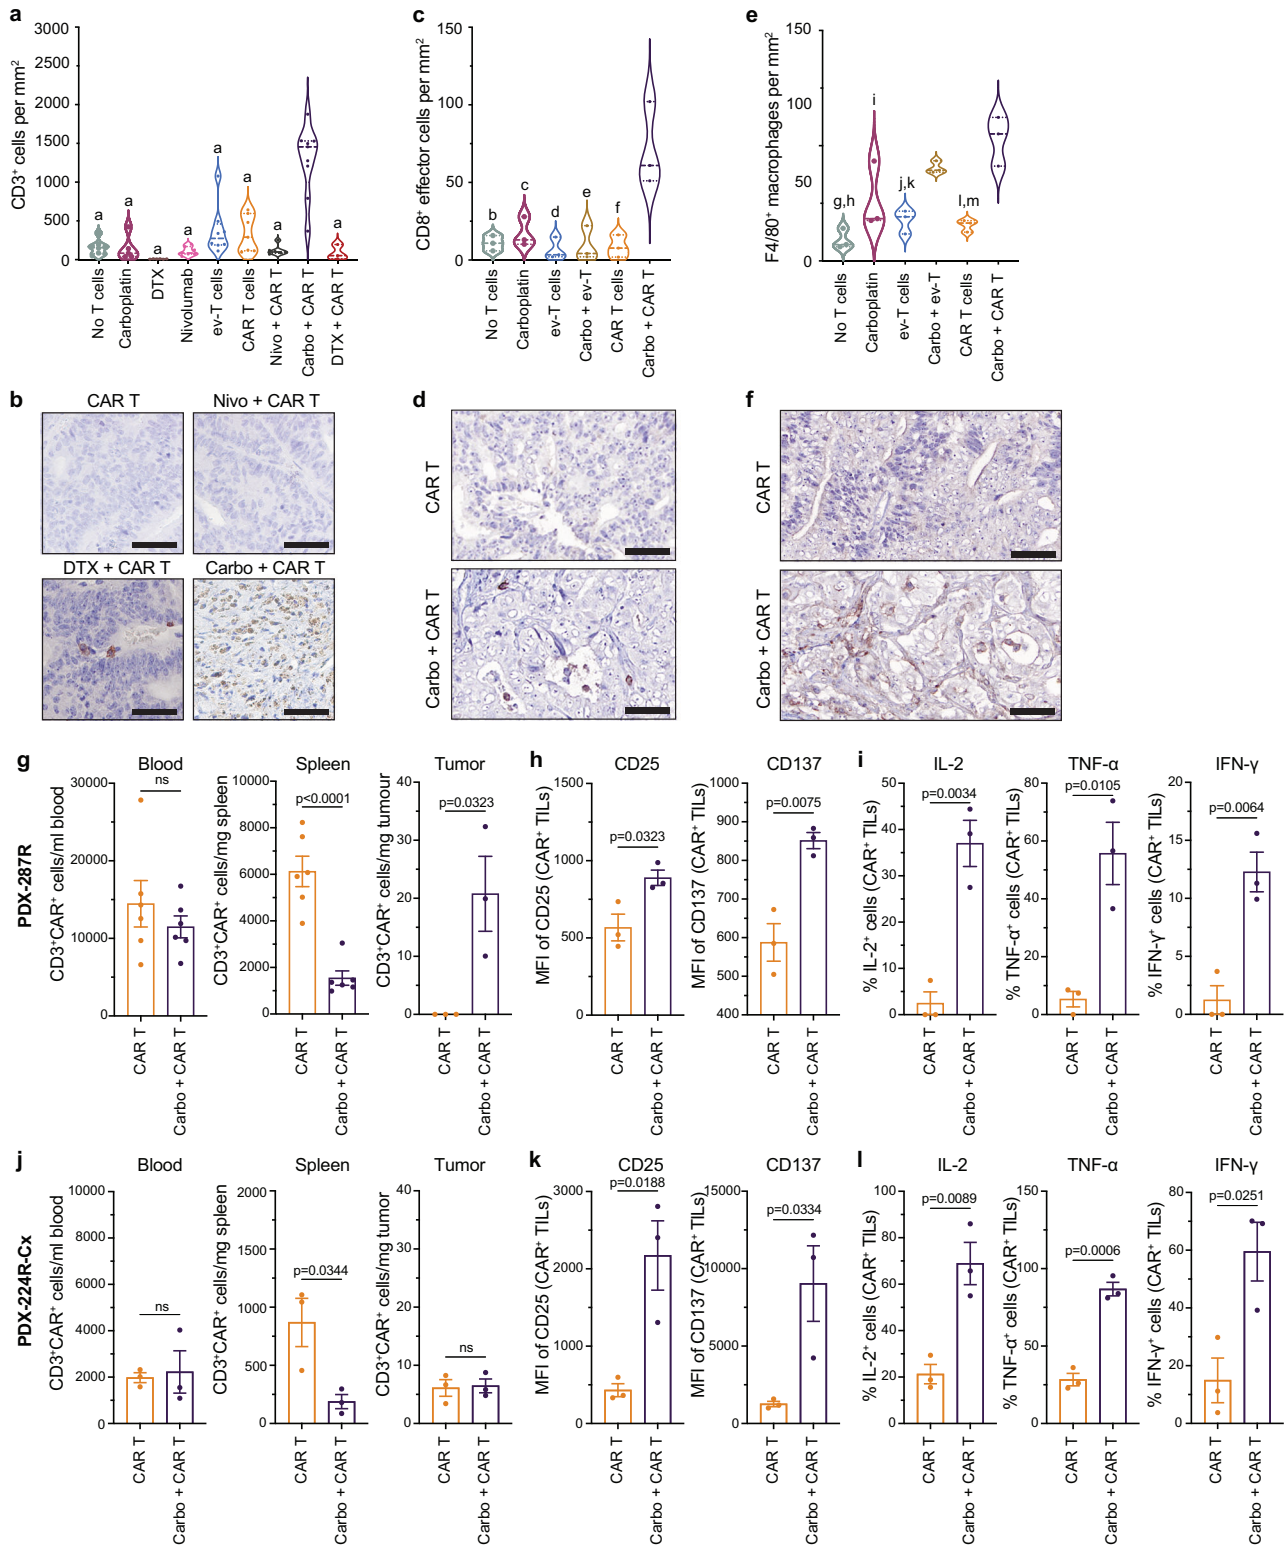 a
CD3⁺ cells per mm²
3000
2500
2000
1500
1000
500
0
a
a
a
a
a
a
a
a
No T cells
Carboplatin
DTX
Nivolumab
ev-T cells
CAR T cells
Nivo + CAR T
Carbo + CAR T
DTX + CAR T
c
CD8⁺ effector cells per mm²
150
100
50
0
b
c
d
e
f
No T cells
Carboplatin
ev-T cells
Carbo + ev-T
CAR T cells
Carbo + CAR T
e
F4/80⁺ macrophages per mm²
150
100
50
0
g,h
i
j,k
l,m
No T cells
Carboplatin
ev-T cells
Carbo + ev-T
CAR T cells
Carbo + CAR T
b
CAR T
Nivo + CAR T
DTX + CAR T
Carbo + CAR T
d
CAR T
Carbo + CAR T
f
CAR T
Carbo + CAR T
PDX-287R
g
Blood
CD3⁺CAR⁺ cells/ml blood
30000
20000
10000
0
ns
CAR T
Carbo + CAR T
Spleen
CD3⁺CAR⁺ cells/mg spleen
10000
8000
6000
4000
2000
0
p<0.0001
CAR T
Carbo + CAR T
Tumor
CD3⁺CAR⁺ cells/mg tumour
40
30
20
10
0
p=0.0323
CAR T
Carbo + CAR T
h
CD25
MFI of CD25 (CAR⁺ TILs)
1500
1000
500
0
p=0.0323
CAR T
Carbo + CAR T
CD137
MFI of CD137 (CAR⁺ TILs)
1000
900
800
700
600
500
400
p=0.0075
CAR T
Carbo + CAR T
i
IL-2
% IL-2⁺ cells (CAR⁺ TILs)
50
40
30
20
10
0
p=0.0034
CAR T
Carbo + CAR T
TNF-α
% TNF-α⁺ cells (CAR⁺ TILs)
80
60
40
20
0
p=0.0105
CAR T
Carbo + CAR T
IFN-γ
% IFN-γ⁺ cells (CAR⁺ TILs)
20
15
10
5
0
p=0.0064
CAR T
Carbo + CAR T
PDX-224R-Cx
j
Blood
CD3⁺CAR⁺ cells/ml blood
10000
8000
6000
4000
2000
0
ns
CAR T
Carbo + CAR T
Spleen
CD3⁺CAR⁺ cells/mg spleen
2000
1500
1000
500
0
p=0.0344
CAR T
Carbo + CAR T
Tumor
CD3⁺CAR⁺ cells/mg tumor
40
30
20
10
0
ns
CAR T
Carbo + CAR T
k
CD25
MFI of CD25 (CAR⁺ TILs)
3000
2000
1000
0
p=0.0188
CAR T
Carbo + CAR T
CD137
MFI of CD137 (CAR⁺ TILs)
15000
10000
5000
0
p=0.0334
CAR T
Carbo + CAR T
l
IL-2
% IL-2⁺ cells (CAR⁺ TILs)
100
80
60
40
20
0
p=0.0089
CAR T
Carbo + CAR T
TNF-α
% TNF-α⁺ cells (CAR⁺ TILs)
150
100
50
0
p=0.0006
CAR T
Carbo + CAR T
IFN-γ
% IFN-γ⁺ cells (CAR⁺ TILs)
80
60
40
20
0
p=0.0251
CAR T
Carbo + CAR T